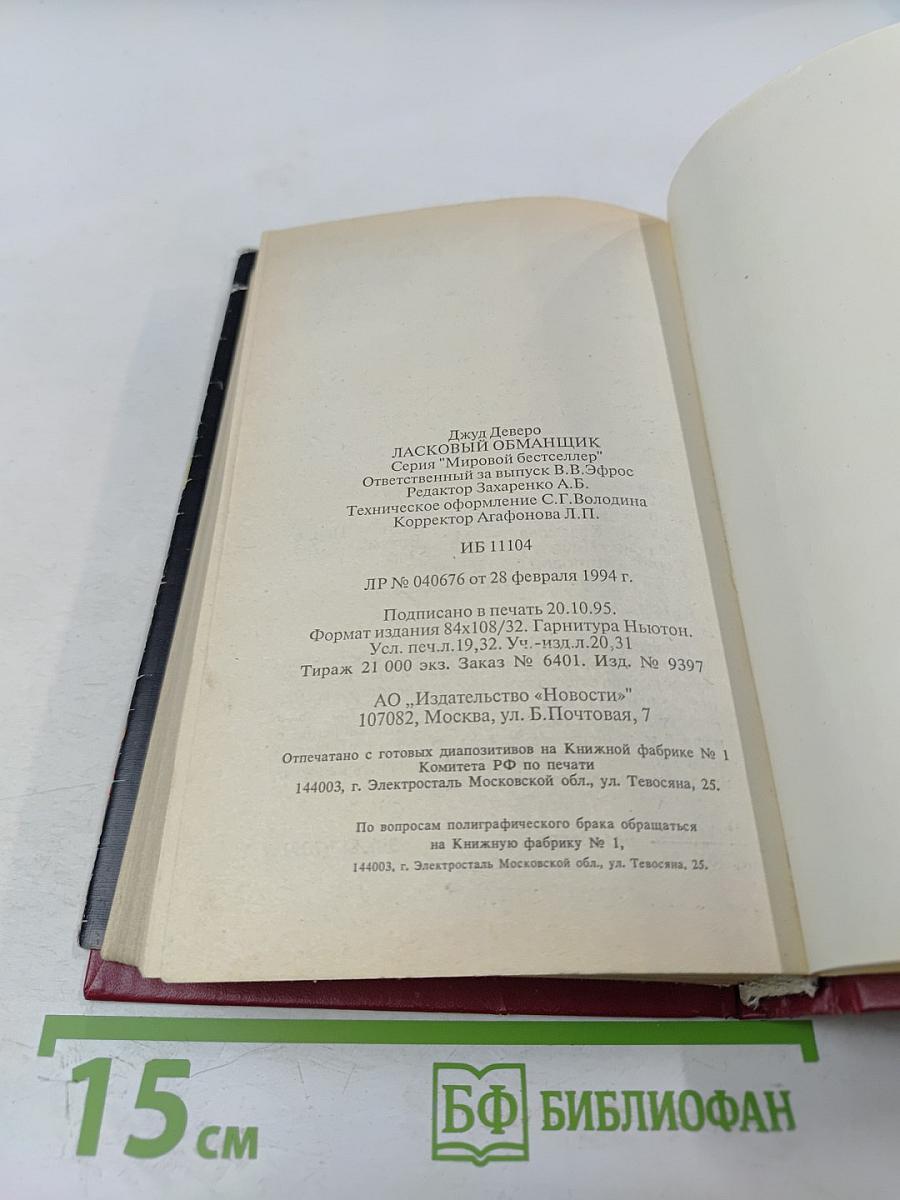 Джуд Деверо
ЛАСКОВЫЙ ОБМАНЩИК
Серия "Мировой бестселлер"
Ответственный за выпуск В.В.Эфрос
Редактор Захаренко А.Б.
Техническое оформление С.Г.Володина
Корректор Агафонова Л.П.
ИБ 11104
ЛР № 040676 от 28 февраля 1994 г.
Подписано в печать 20.10.95.
Формат издания 84х108/32. Гарнитура Ньютон.
Усл. печ.л.19,32. Уч.-изд.л.20,31
Тираж 21 000 экз. Заказ № 6401. Изд. № 9397
АО „Издательство «Новости»"
107082, Москва, ул. Б.Почтовая, 7
Отпечатано с готовых диапозитивов на Книжной фабрике № 1
Комитета РФ по печати
144003, г. Электросталь Московской обл., ул. Тевосяна, 25.
По вопросам полиграфического брака обращаться
на Книжную фабрику № 1,
144003, г. Электросталь Московской обл., ул. Тевосяна, 25.
15 см
БФ БИБЛИОФАН